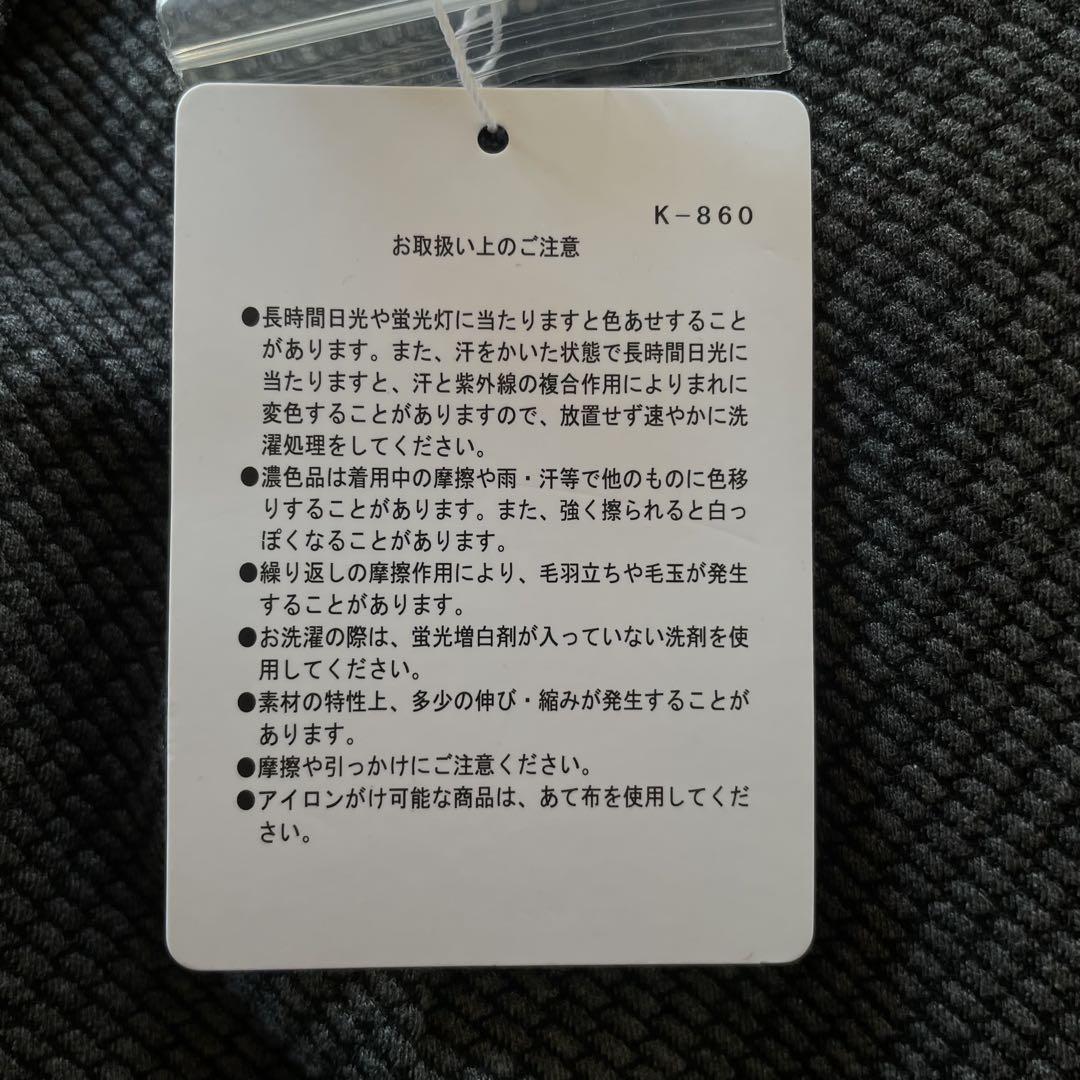 K-860
お取扱い上のご注意
●長時間日光や蛍光灯に当たりますと色あせすること
があります。また、汗をかいた状態で長時間日光に
当たりますと、汗と紫外線の複合作用によりまれに
変色することがありますので、放置せず速やかに洗
濯処理をしてください。
●濃色品は着用中の摩擦や雨・汗等で他のものに色移
りすることがあります。また、強く擦られると白っ
ぽくなることがあります。
●繰り返しの摩擦作用により、毛羽立ちや毛玉が発生
することがあります。
●お洗濯の際は、蛍光増白剤が入っていない洗剤を使
用してください。
●素材の特性上、多少の伸び・縮みが発生することが
あります。
●摩擦や引っかけにご注意ください。
●アイロンがけ可能な商品は、あて布を使用してくだ
さい。